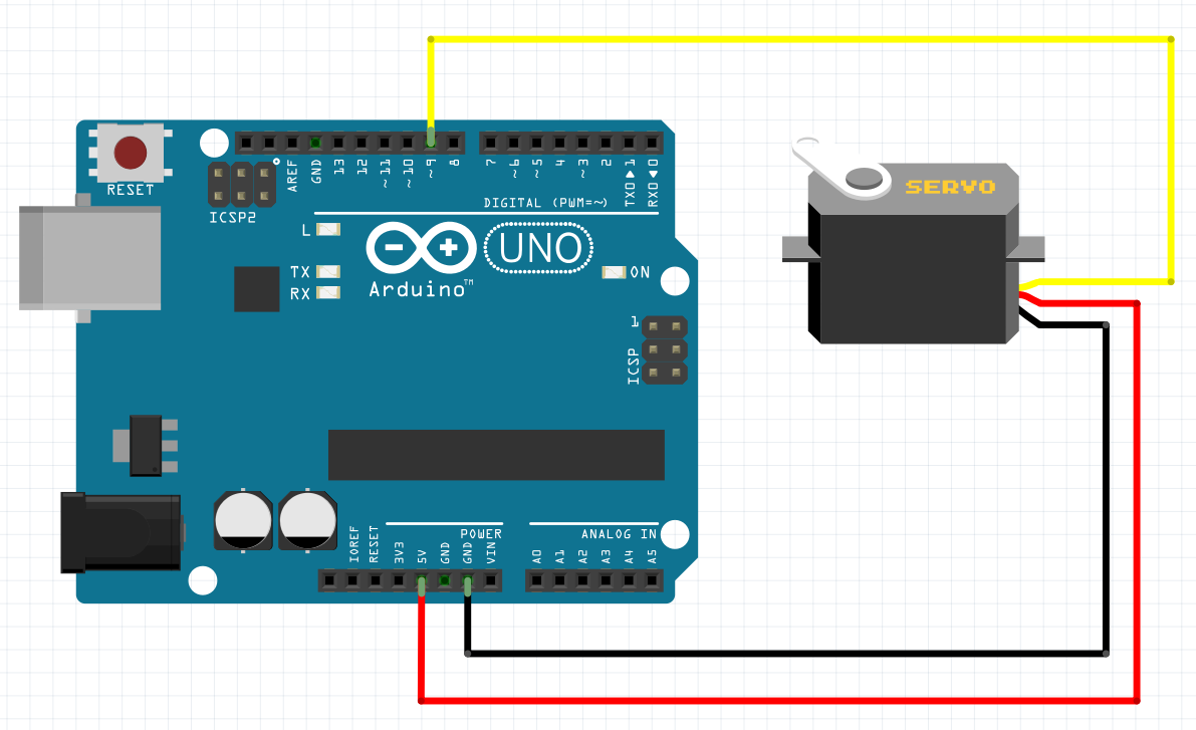 RESET
ICSP2
AREF
GND
13
12
~11
~10
~9
8
7
~6
~5
4
~3
2
TX0▶1
RX0◀0
DIGITAL (PWM=~)
L
TX
RX
UNO
Arduino™
ON
1
ICSP
SERVO
POWER
ANALOG IN
IOREF
RESET
3V3
5V
GND
GND
VIN
A0
A1
A2
A3
A4
A5